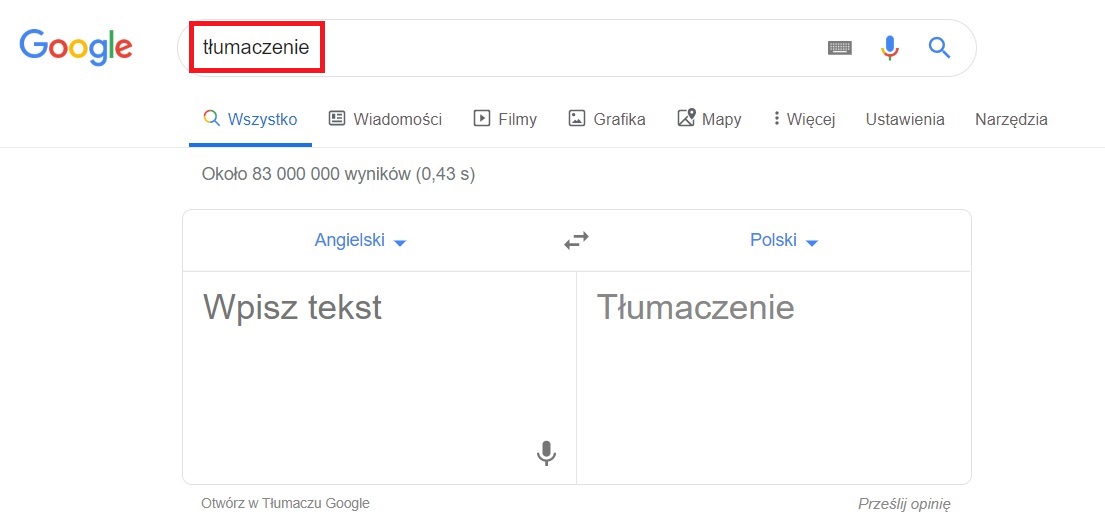 Google tłumaczenie
Wszystko Wiadomości Filmy Grafika Mapy Więcej Ustawienia Narzędzia
Około 83 000 000 wyników (0,43 s)
Angielski Polski
Wpisz tekst Tłumaczenie
Otwórz w Tłumaczu Google Prześlij opinię